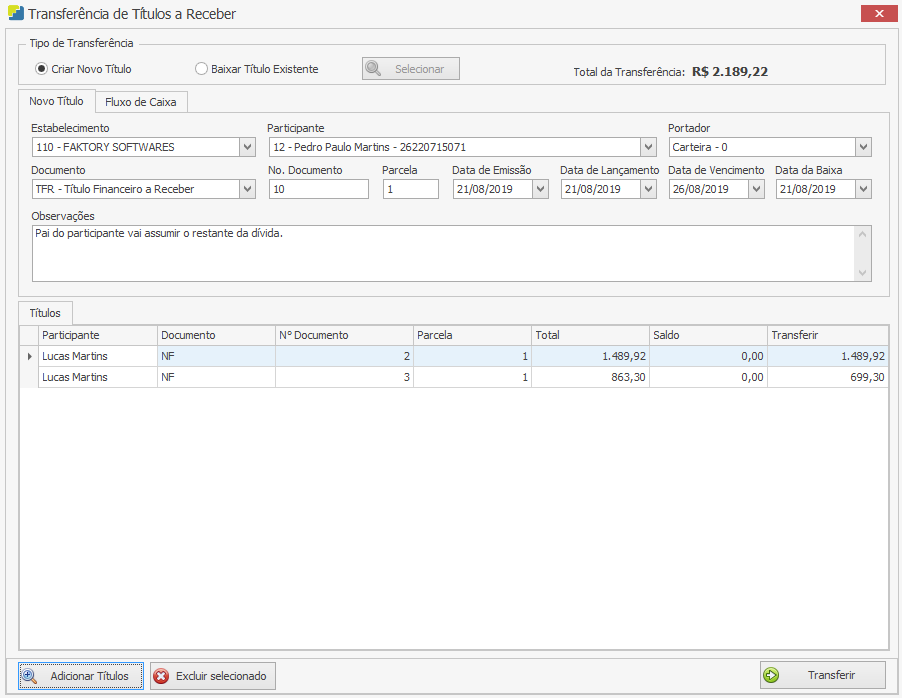 Transferência de Títulos a Receber
Tipo de Transferência
Criar Novo Título Baixar Título Existente Selecionar Total da Transferência: R$ 2.189,22
Novo Título Fluxo de Caixa
Estabelecimento Participante Portador
110 - FAKTORY SOFTWARES 12 - Pedro Paulo Martins - 26220715071 Carteira - 0
Documento No. Documento Parcela Data de Emissão Data de Lançamento Data de Vencimento Data da Baixa
TFR - Título Financeiro a Receber 10 1 21/08/2019 21/08/2019 26/08/2019 21/08/2019
Observações
Pai do participante vai assumir o restante da dívida.
Títulos
Participante Documento Nº Documento Parcela Total Saldo Transferir
Lucas Martins NF 2 1 1.489,92 0,00 1.489,92
Lucas Martins NF 3 1 863,30 0,00 699,30
Adicionar Títulos Excluir selecionado Transferir